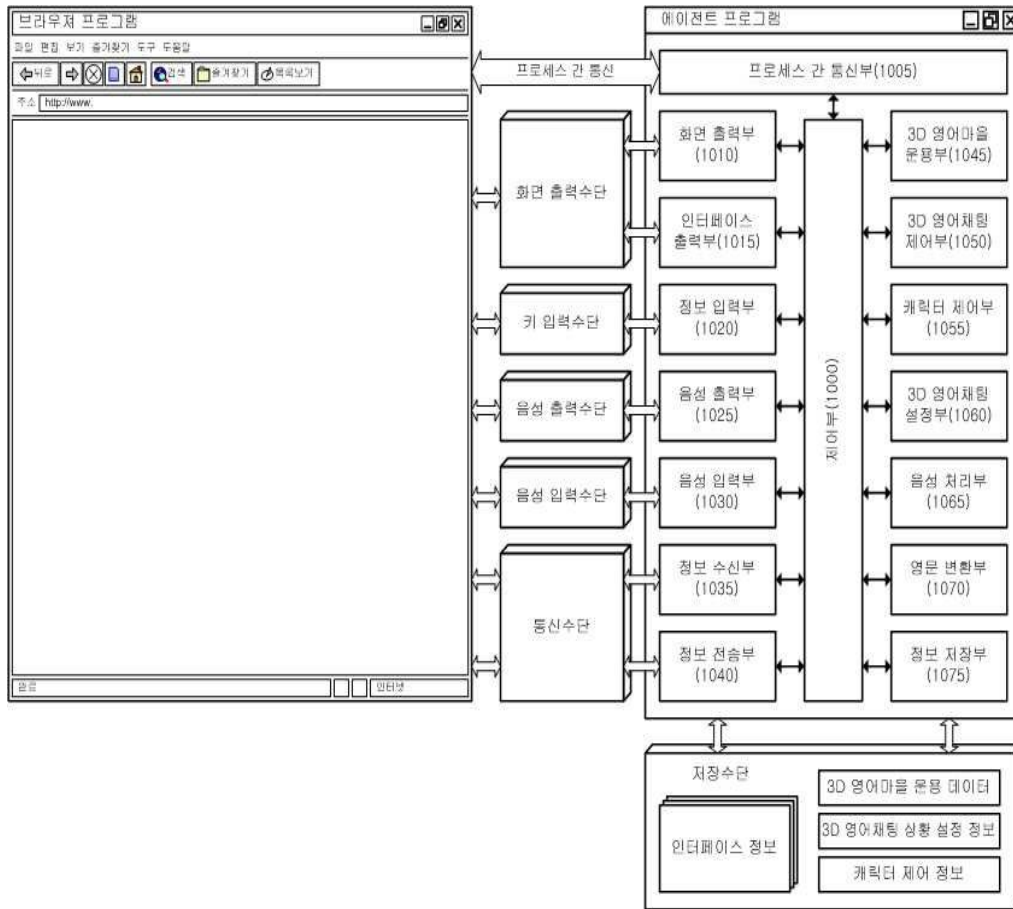 브라우져 프로그램
파일 편집 보기 즐겨찾기 도구 도움말
뒤로 검색 즐겨찾기 목록보기
주소 http://www.
완료
인터넷
프로세스 간 통신
화면 출력수단
키 입력수단
음성 출력수단
음성 입력수단
통신수단
에이전트 프로그램
프로세스 간 통신부(1005)
화면 출력부
(1010)
인터페이스
출력부(1015)
정보 입력부
(1020)
음성 출력부
(1025)
음성 입력부
(1030)
정보 수신부
(1035)
정보 전송부
(1040)
제어부(1000)
3D 영어마을
운용부(1045)
3D 영어채팅
제어부(1050)
캐릭터 제어부
(1055)
3D 영어채팅
설정부(1060)
음성 처리부
(1065)
영문 변환부
(1070)
정보 저장부
(1075)
저장수단
인터페이스 정보
3D 영어마을 운용 데이터
3D 영어채팅 상황 설정 정보
캐릭터 제어 정보